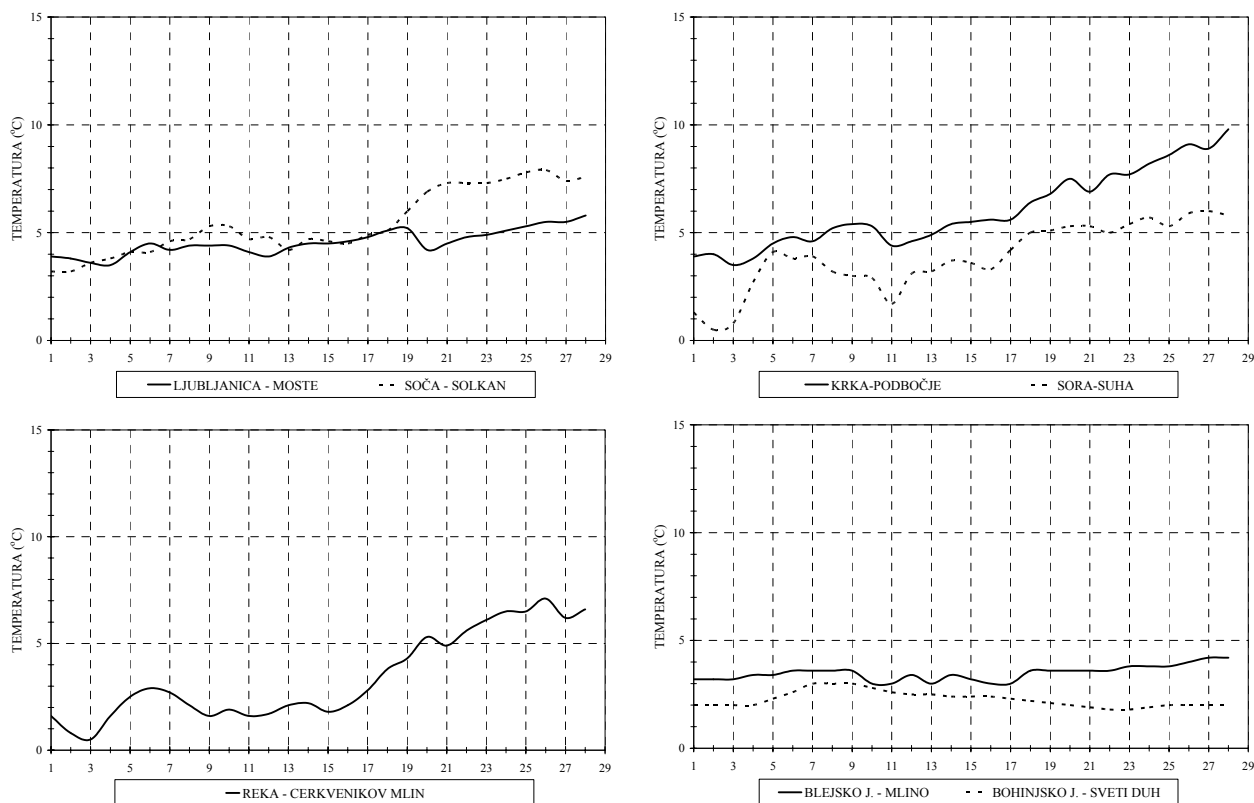 15
10
5
0
TEMPERATURA (°C)
1 3 5 7 9 11 13 15 17 19 21 23 25 27 29
LJUBLJANICA - MOSTE SOČA - SOLKAN
15
10
5
0
TEMPERATURA (°C)
1 3 5 7 9 11 13 15 17 19 21 23 25 27 29
KRKA-PODBOČJE SORA-SUHA
15
10
5
0
TEMPERATURA (°C)
1 3 5 7 9 11 13 15 17 19 21 23 25 27 29
REKA - CERKVENIKOV MLIN
15
10
5
0
TEMPERATURA (°C)
1 3 5 7 9 11 13 15 17 19 21 23 25 27 29
BLEJSKO J. - MLINO BOHINJSKO J. - SVETI DUH